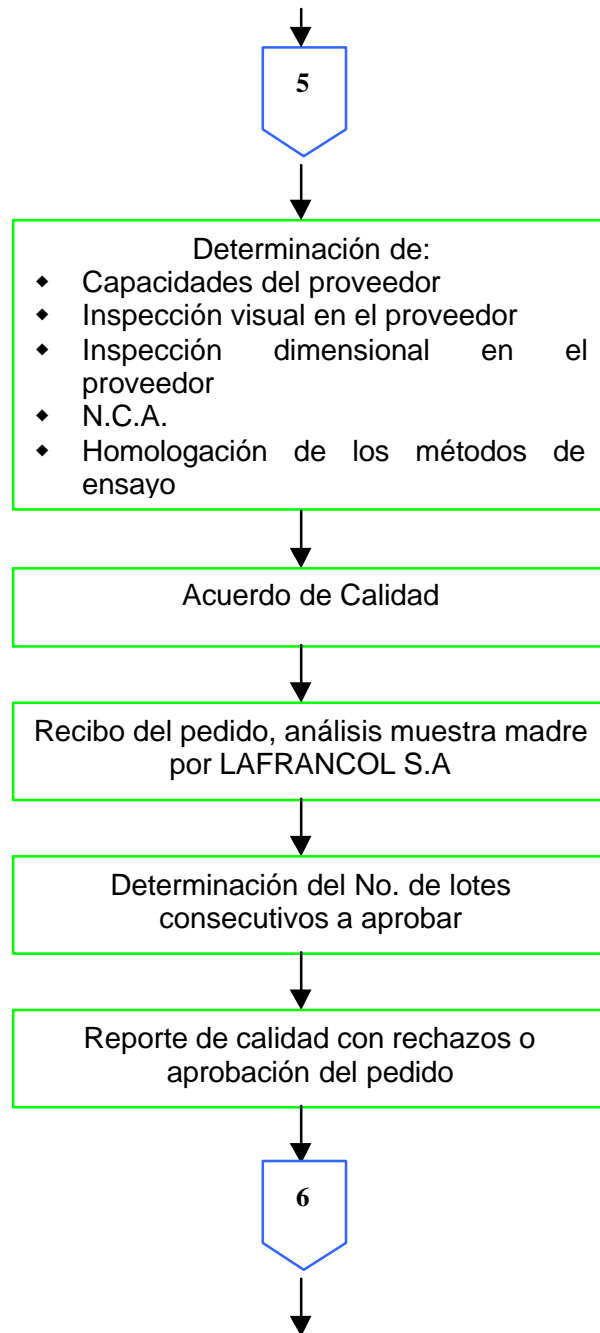 5
Determinación de:
◆ Capacidades del proveedor
◆ Inspección visual en el proveedor
◆ Inspección dimensional en el
proveedor
◆ N.C.A.
◆ Homologación de los métodos de
ensayo
Acuerdo de Calidad
Recibo del pedido, análisis muestra madre
por LAFRANCOL S.A
Determinación del No. de lotes
consecutivos a aprobar
Reporte de calidad con rechazos o
aprobación del pedido
6